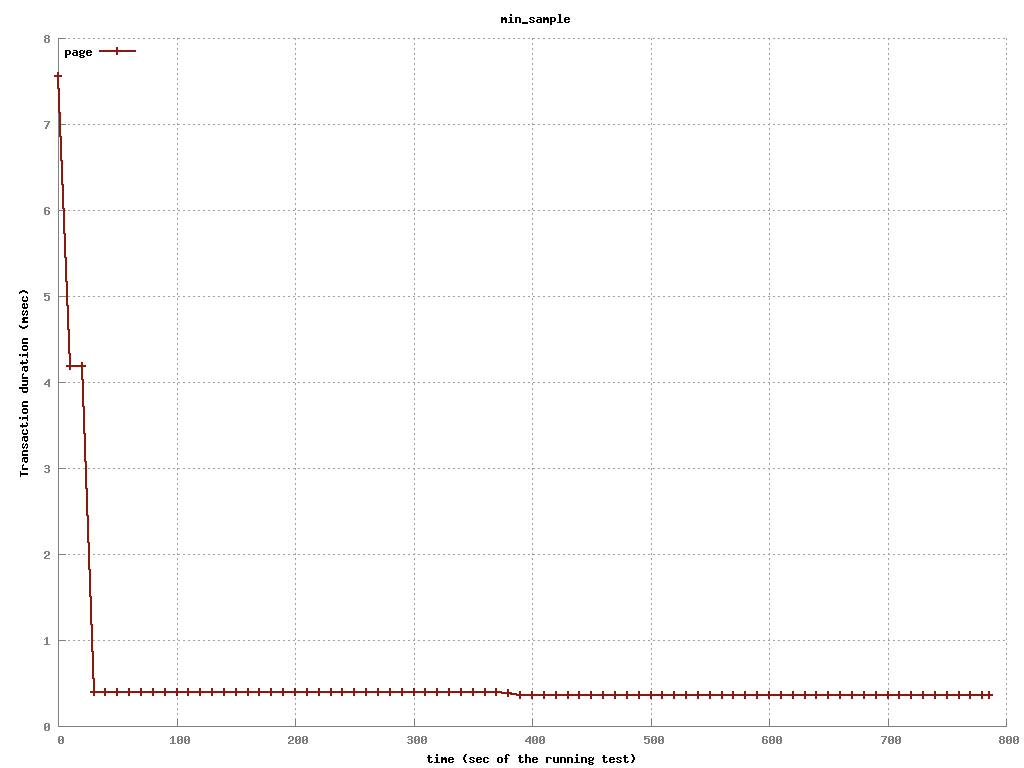 min_sample
page
8
7
6
5
4
3
2
1
0
Transaction duration (msec)
0 100 200 300 400 500 600 700 800
time (sec of the running test)